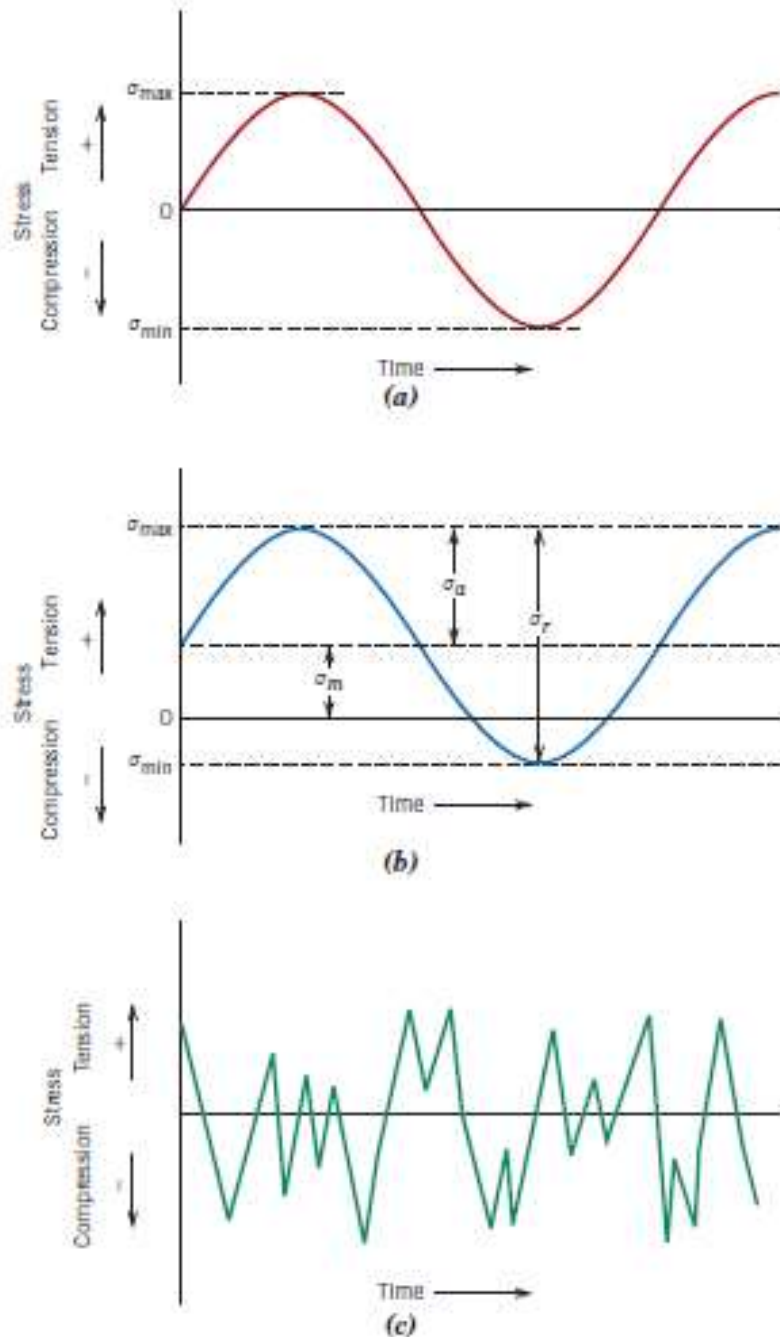 σmax
Tension
+
Stress
0
Compression
-
σmin
Time
(a)
σmax
σa
σr
Tension
+
σm
Stress
0
Compression
-
σmin
Time
(b)
Tension
+
Stress
Compression
-
Time
(c)